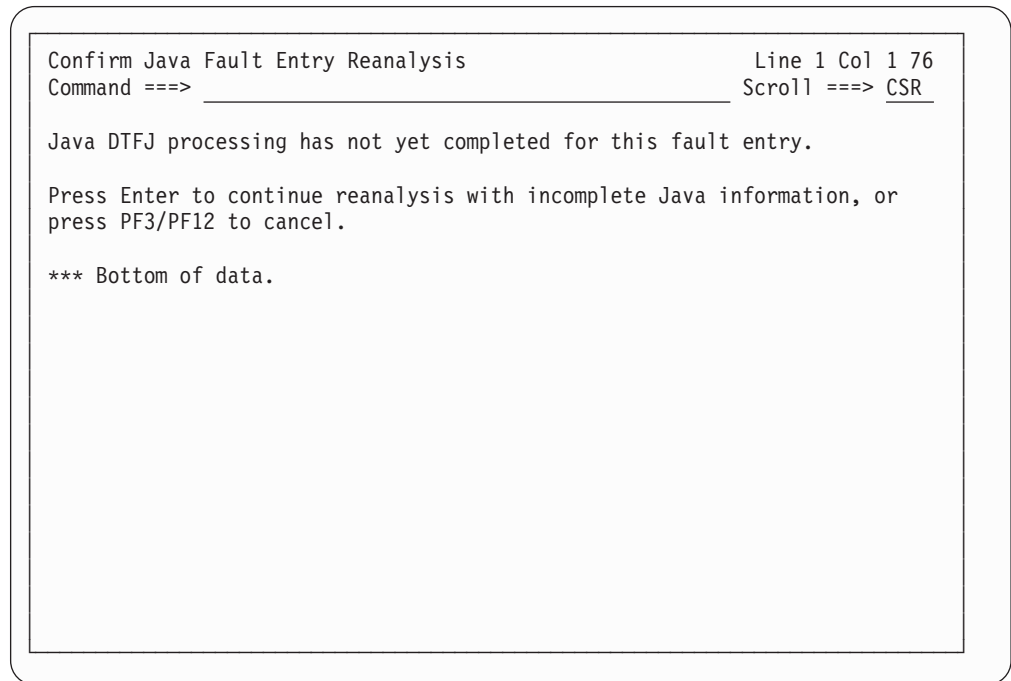 Confirm Java Fault Entry Reanalysis Line 1 Col 1 76
Command ===> Scroll ===> CSR
Java DTFJ processing has not yet completed for this fault entry.
Press Enter to continue reanalysis with incomplete Java information, or
press PF3/PF12 to cancel.
*** Bottom of data.